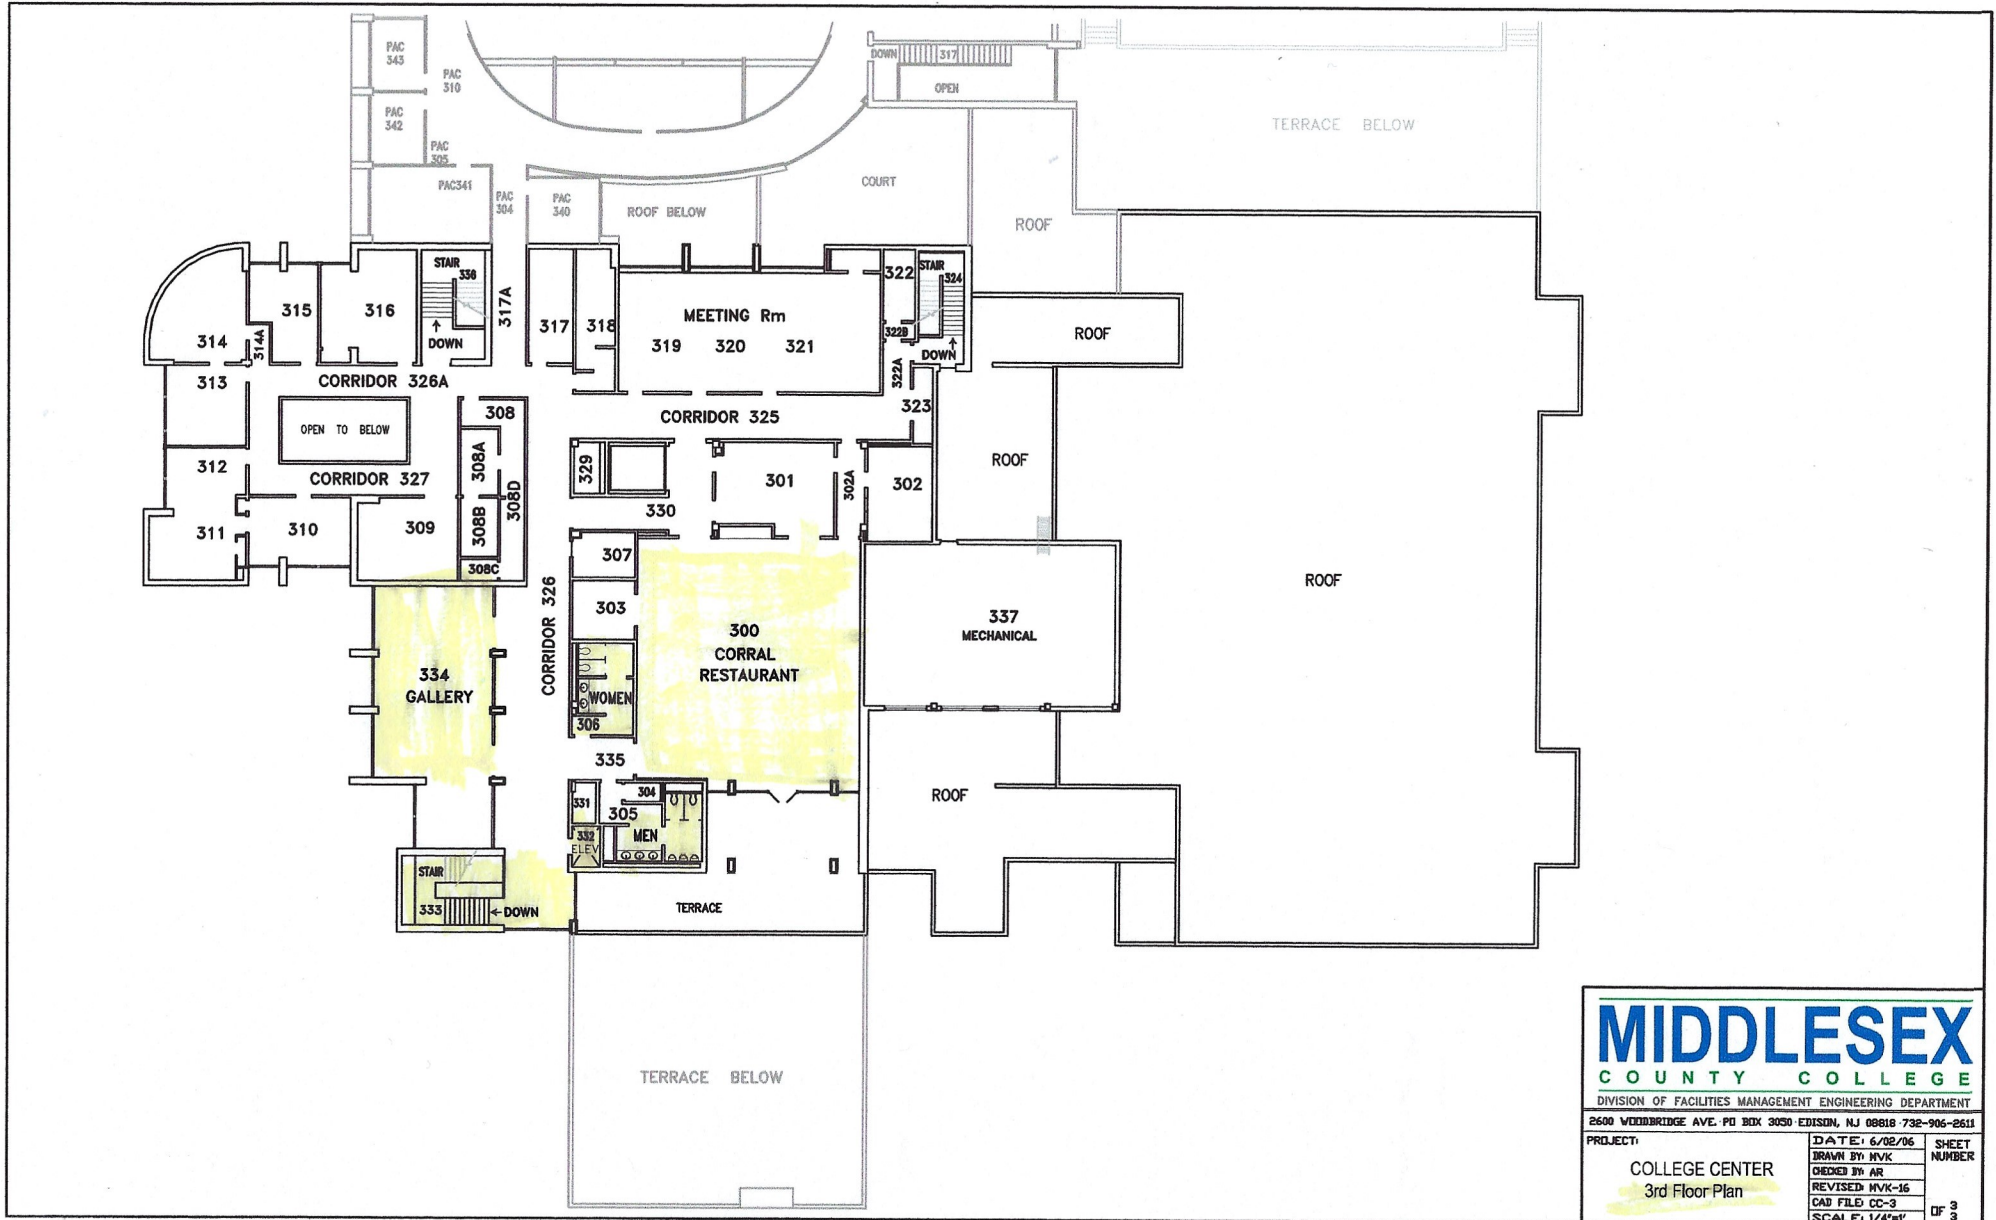 PAC
343
PAC
310
PAC
342
PAC
305
PAC341
PAC
304
PAC
340
ROOF BELOW
COURT
DOWN
317
OPEN
TERRACE BELOW
ROOF
STAIR
336
DOWN
314
314A
315
316
317A
317
318
MEETING Rm
319 320 321
322
322B
322A
STAIR
324
DOWN
323
ROOF
313
CORRIDOR 326A
OPEN TO BELOW
308
CORRIDOR 325
312
CORRIDOR 327
308A
308D
329
301
302A
302
ROOF
311
310
309
308B
308C
330
307
303
CORRIDOR 326
300
CORRAL
RESTAURANT
337
MECHANICAL
ROOF
334
GALLERY
WOMEN
306
335
331
304
305
332
ELEV
MEN
ROOF
STAIR
333
DOWN
TERRACE
TERRACE BELOW
MIDDLESEX
COUNTY COLLEGE
DIVISION OF FACILITIES MANAGEMENT ENGINEERING DEPARTMENT
2600 WOODBRIDGE AVE. PO BOX 3050 EDISON, NJ 08818 732-906-2611
PROJECT:
COLLEGE CENTER
3rd Floor Plan
DATE: 6/02/06
DRAWN BY: MVK
CHECKED BY: AR
REVISED: MVK-16
CAD FILE: CC-3
SCALE: 1/4"=1'
SHEET
NUMBER
3
OF 3